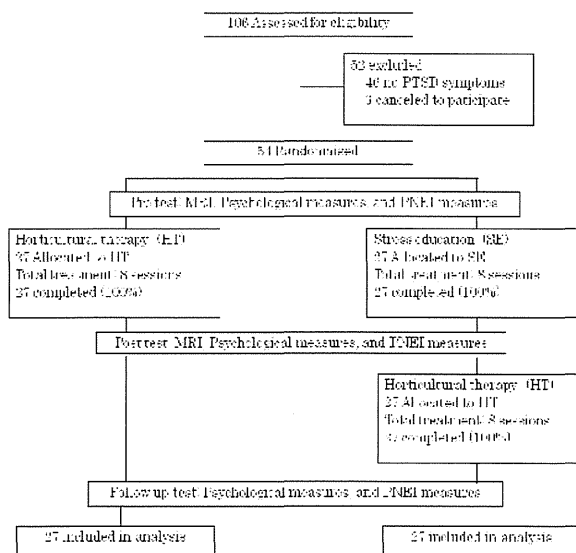 106 Assessed for eligibility
excluded
no PTSD symptoms
canceled to paticipate
54 Randomized
Pre test: MRI, Psychological measures, and PNEI measures
Horticultural therapy (HT)
27 Allocated to HT
Total treatment: 8 sessions
27 completed (100%)
Stress education (SE)
27 Allocated to SE
Total treatment: 8 sessions
27 completed (100%)
Post test: MRI, Psychological measures, and PNEI measures
Horticultural therapy (HT)
27 Allocated to HT
Total treatment: 8 sessions
27 completed (100%)
Follow up test: Psychological measures, and PNEI measures
27 included in analysis
27 included in analysis